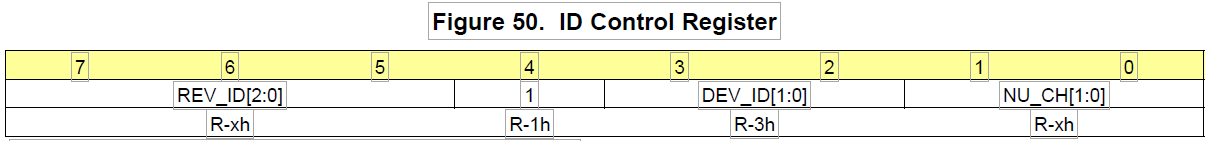 Figure 50. ID Control Register
7 6 5 4 3 2 1 0
REV_ID[2:0] 1 DEV_ID[1:0] NU_CH[1:0]
R-xh R-1h R-3h R-xh